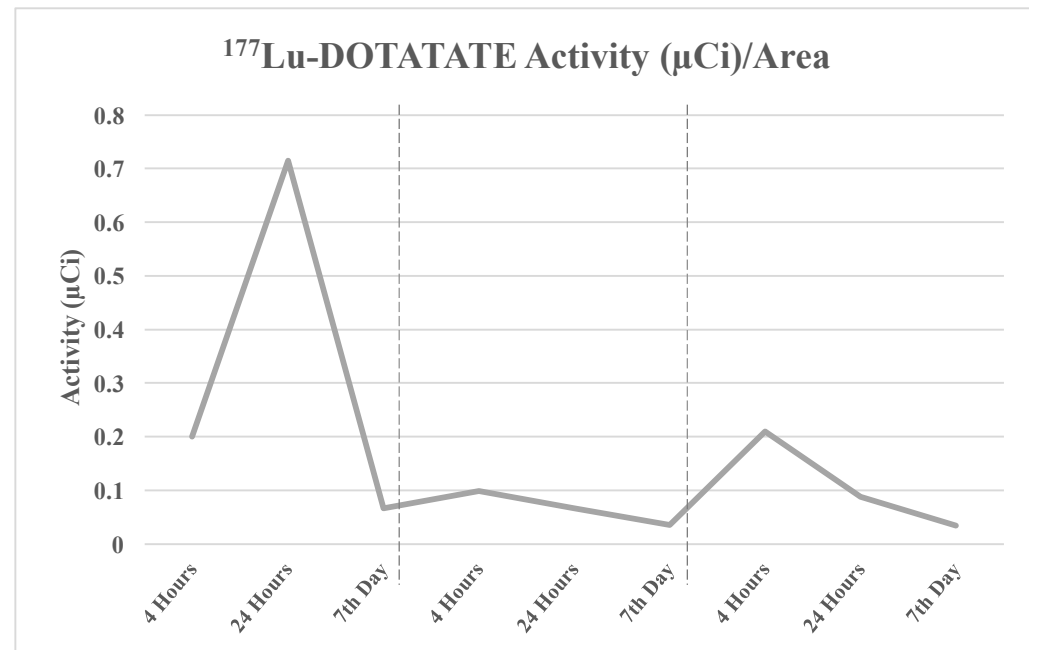 ¹⁷⁷Lu-DOTATATE Activity (µCi)/Area
Activity (µCi)
0.8
0.7
0.6
0.5
0.4
0.3
0.2
0.1
0
4 Hours
24 Hours
7th Day
4 Hours
24 Hours
7th Day
4 Hours
24 Hours
7th Day